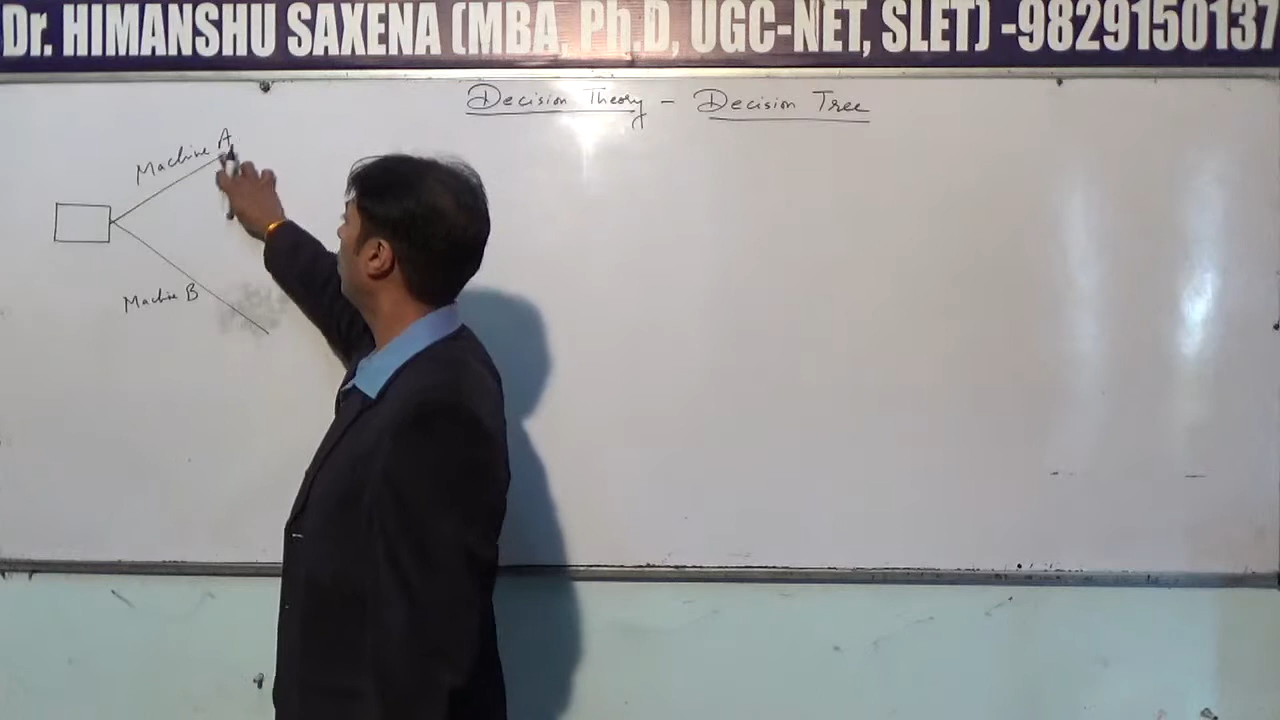 Dr. HIMANSHU SAXENA (MBA, Ph.D, UGC-NET, SLET) -9829150137
Decision Theory - Decision Tree
Machine A
Machine B